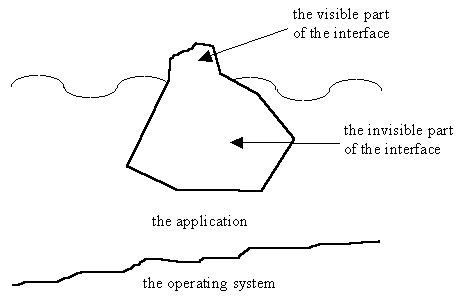 the visible part
of the interface
the invisible part
of the interface
the application
the operating system